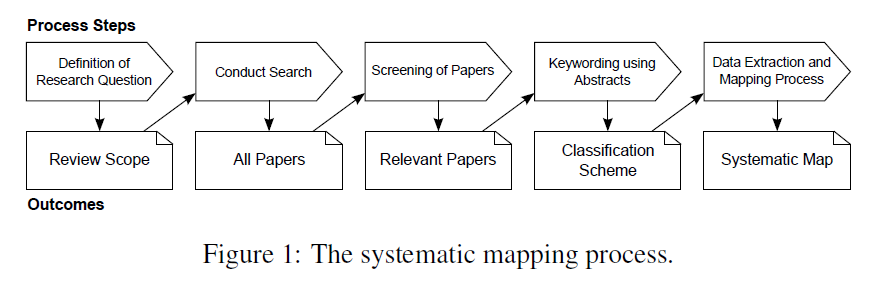 Process Steps
Definition of
Research Question
Conduct Search
Screening of Papers
Keywording using
Abstracts
Data Extraction and
Mapping Process
Review Scope
All Papers
Relevant Papers
Classification
Scheme
Systematic Map
Outcomes
Figure 1: The systematic mapping process.